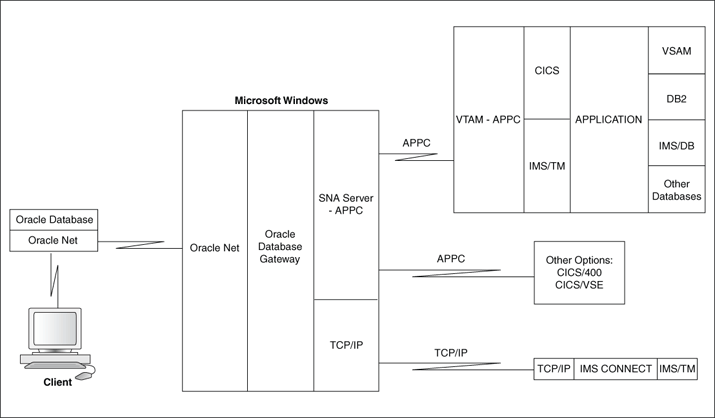 Microsoft Windows
Oracle Database
Oracle Net
Client
Oracle Net
Oracle
Database
Gateway
SNA Server
- APPC
TCP/IP
APPC
VTAM - APPC
CICS
IMS/TM
APPLICATION
VSAM
DB2
IMS/DB
Other
Databases
APPC
Other Options:
CICS/400
CICS/VSE
TCP/IP
TCP/IP
IMS CONNECT
IMS/TM